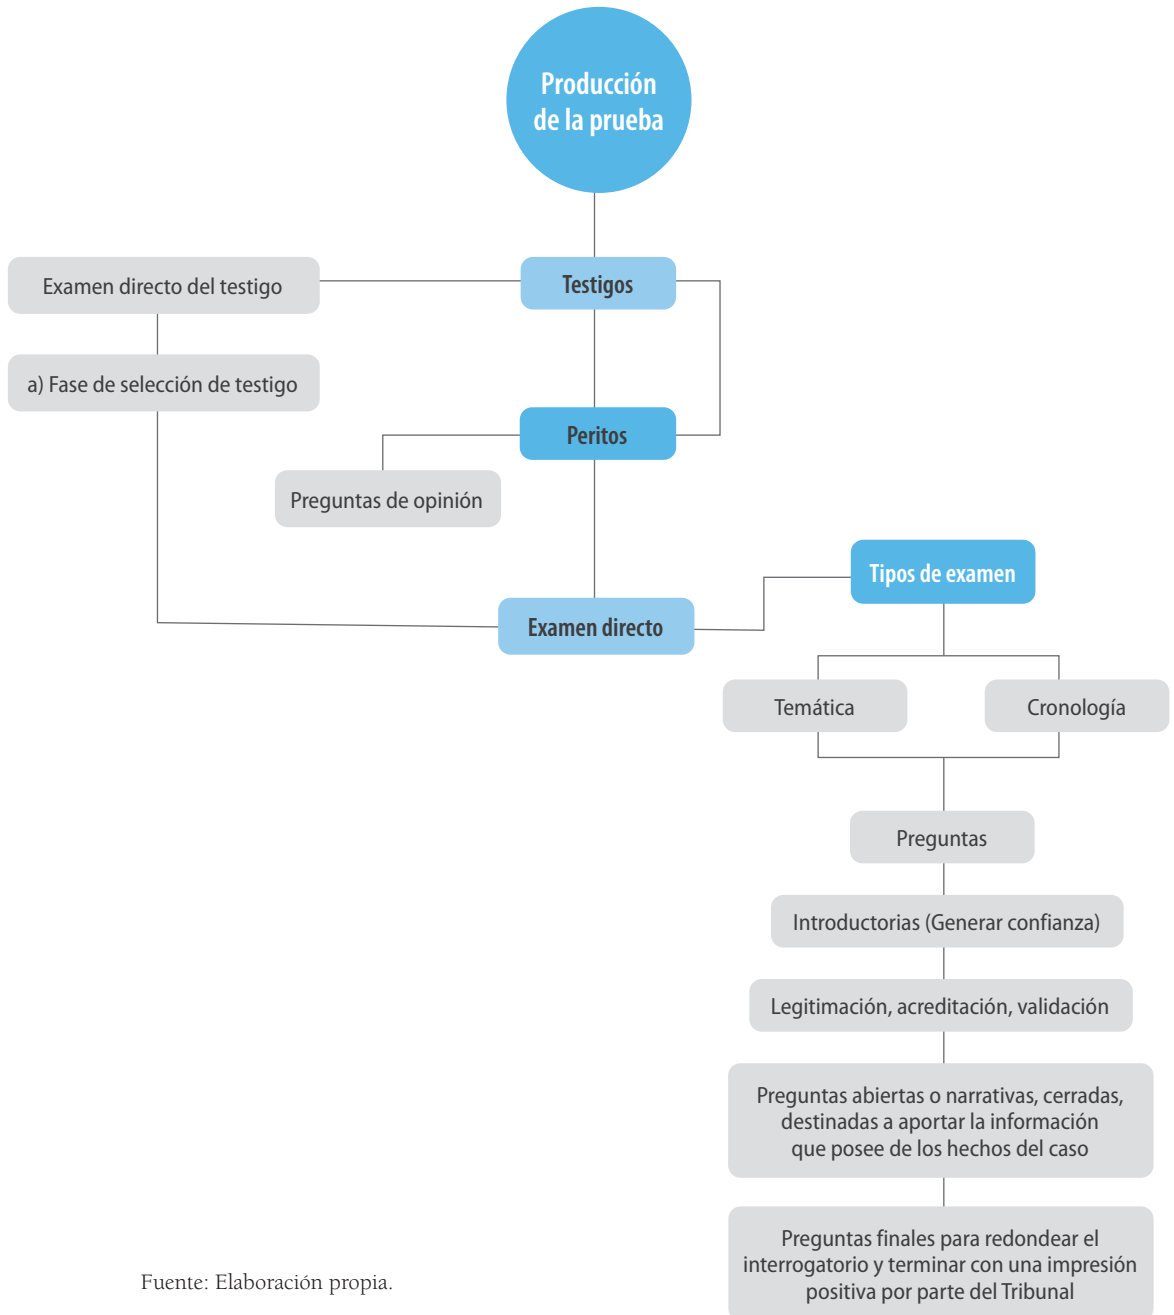 Producción
de la prueba
Examen directo del testigo
Testigos
a) Fase de selección de testigo
Peritos
Preguntas de opinión
Tipos de examen
Examen directo
Temática
Cronología
Preguntas
Introductorias (Generar confianza)
Legitimación, acreditación, validación
Preguntas abiertas o narrativas, cerradas,
destinadas a aportar la información
que posee de los hechos del caso
Preguntas finales para redondear el
interrogatorio y terminar con una impresión
positiva por parte del Tribunal
Fuente: Elaboración propia.